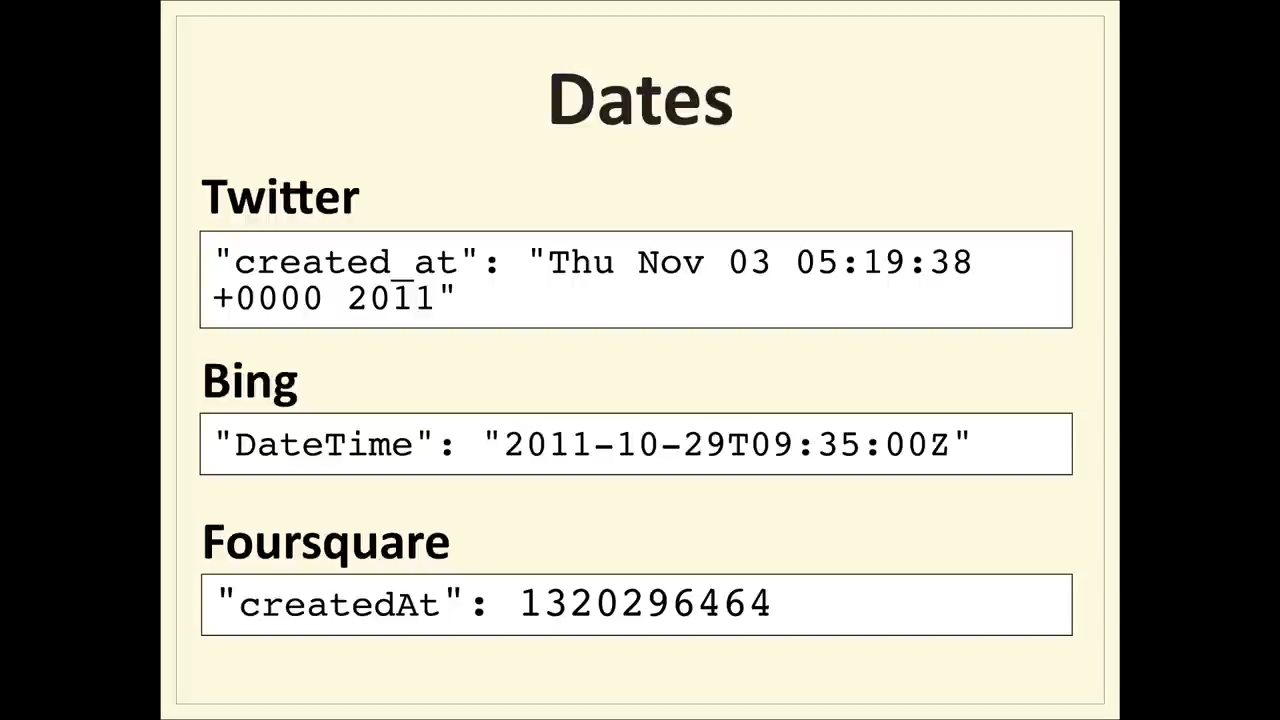 Dates
Twitter
"created_at": "Thu Nov 03 05:19:38
+0000 2011"
Bing
"DateTime": "2011-10-29T09:35:00Z"
Foursquare
"createdAt": 1320296464